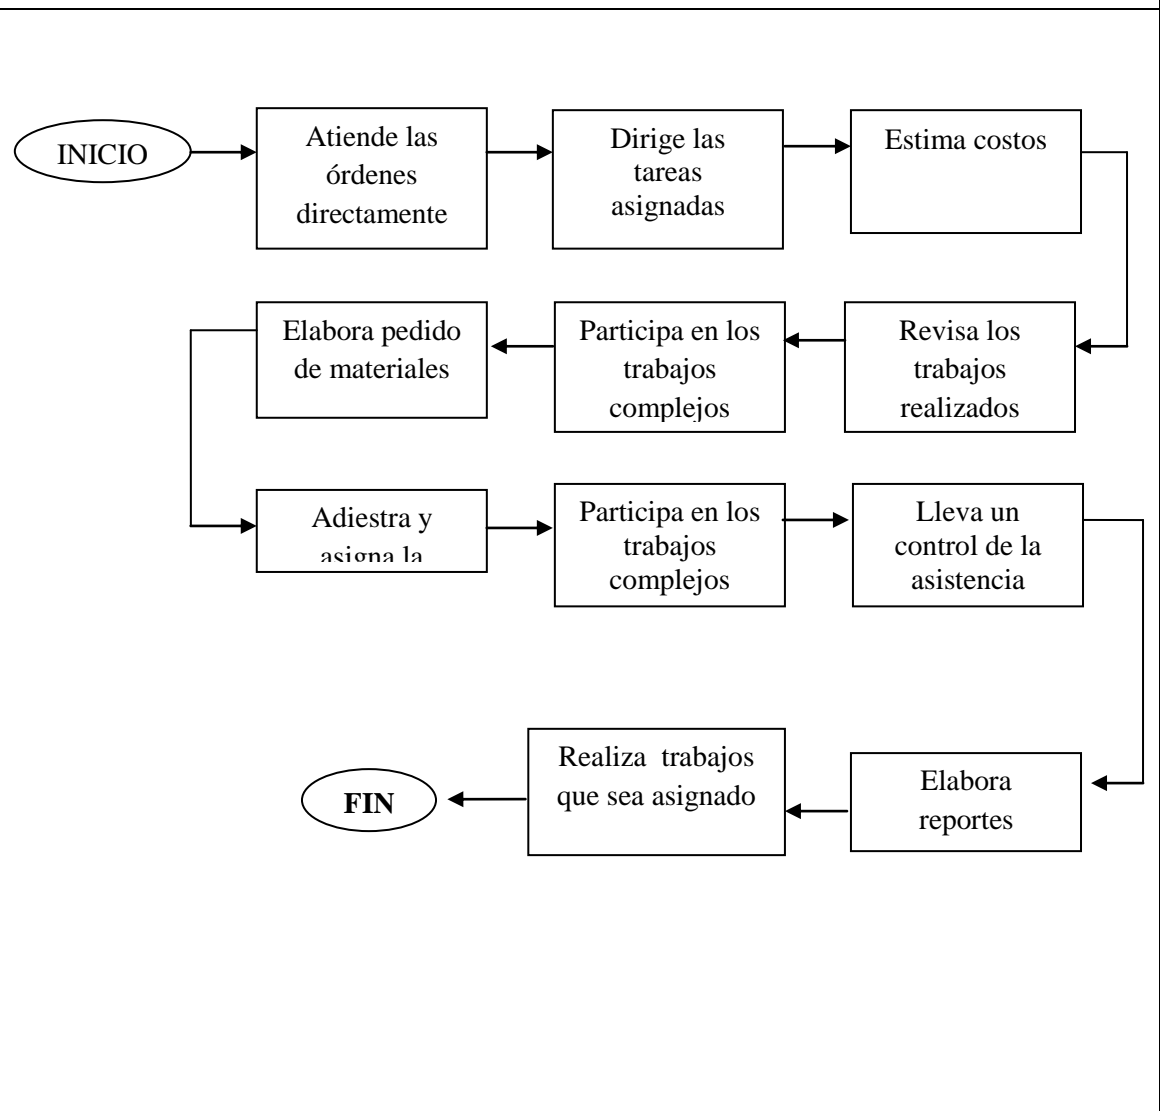 INICIO
Atiende las
órdenes
directamente
Dirige las
tareas
asignadas
Estima costos
Revisa los
trabajos
realizados
Participa en los
trabajos
complejos
Elabora pedido
de materiales
Adiestra y
asigna la
Participa en los
trabajos
complejos
Lleva un
control de la
asistencia
Elabora
reportes
Realiza trabajos
que sea asignado
FIN